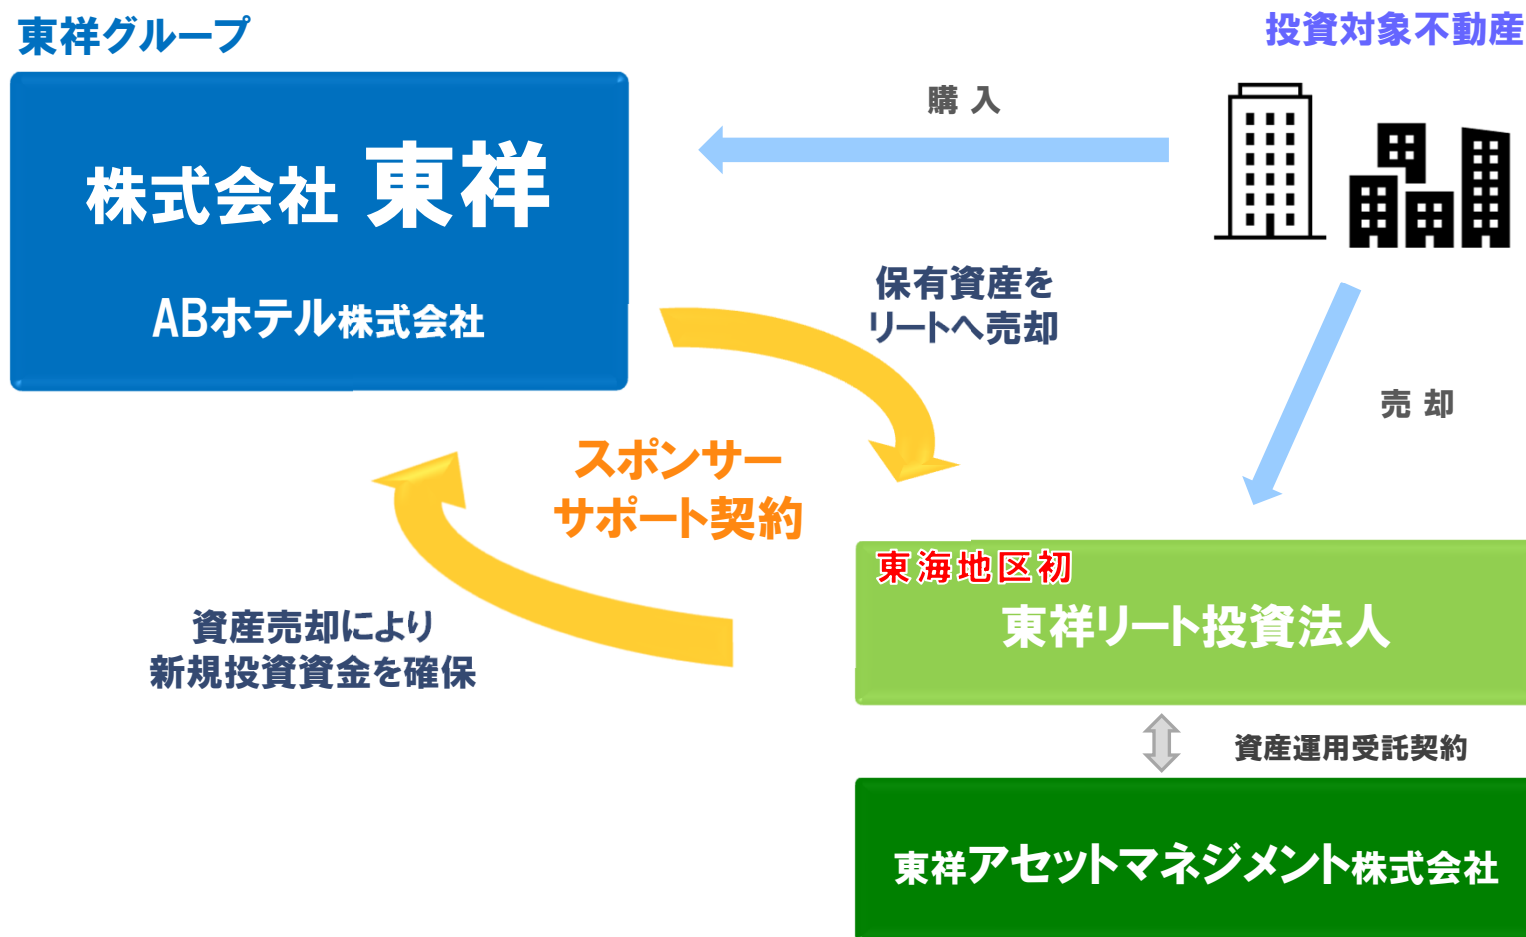 東祥グループ
投資対象不動産
購 入
株式会社 東祥
ABホテル株式会社
保有資産を
リートへ売却
売 却
スポンサー
サポート契約
東海地区初
東祥リート投資法人
資産売却により
新規投資資金を確保
資産運用受託契約
東祥アセットマネジメント株式会社